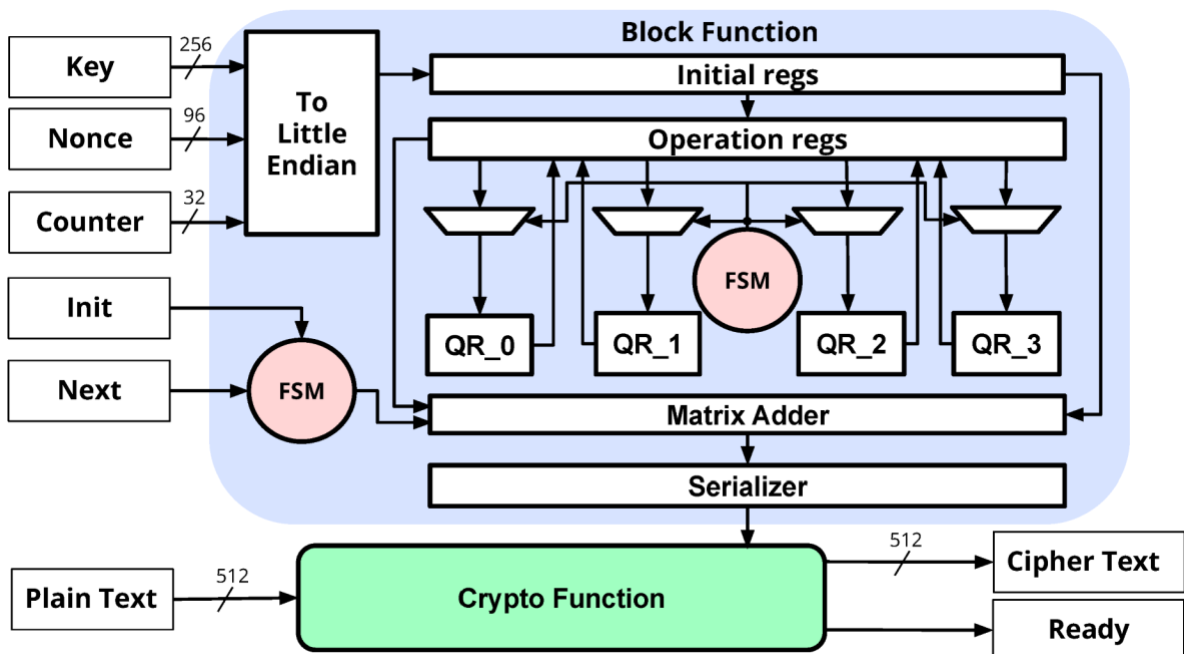 Block Function
Key
256
Nonce
96
Counter
32
To
Little
Endian
Initial regs
Operation regs
FSM
QR_0
QR_1
QR_2
QR_3
Init
Next
FSM
Matrix Adder
Serializer
Plain Text
512
Crypto Function
512
Cipher Text
Ready